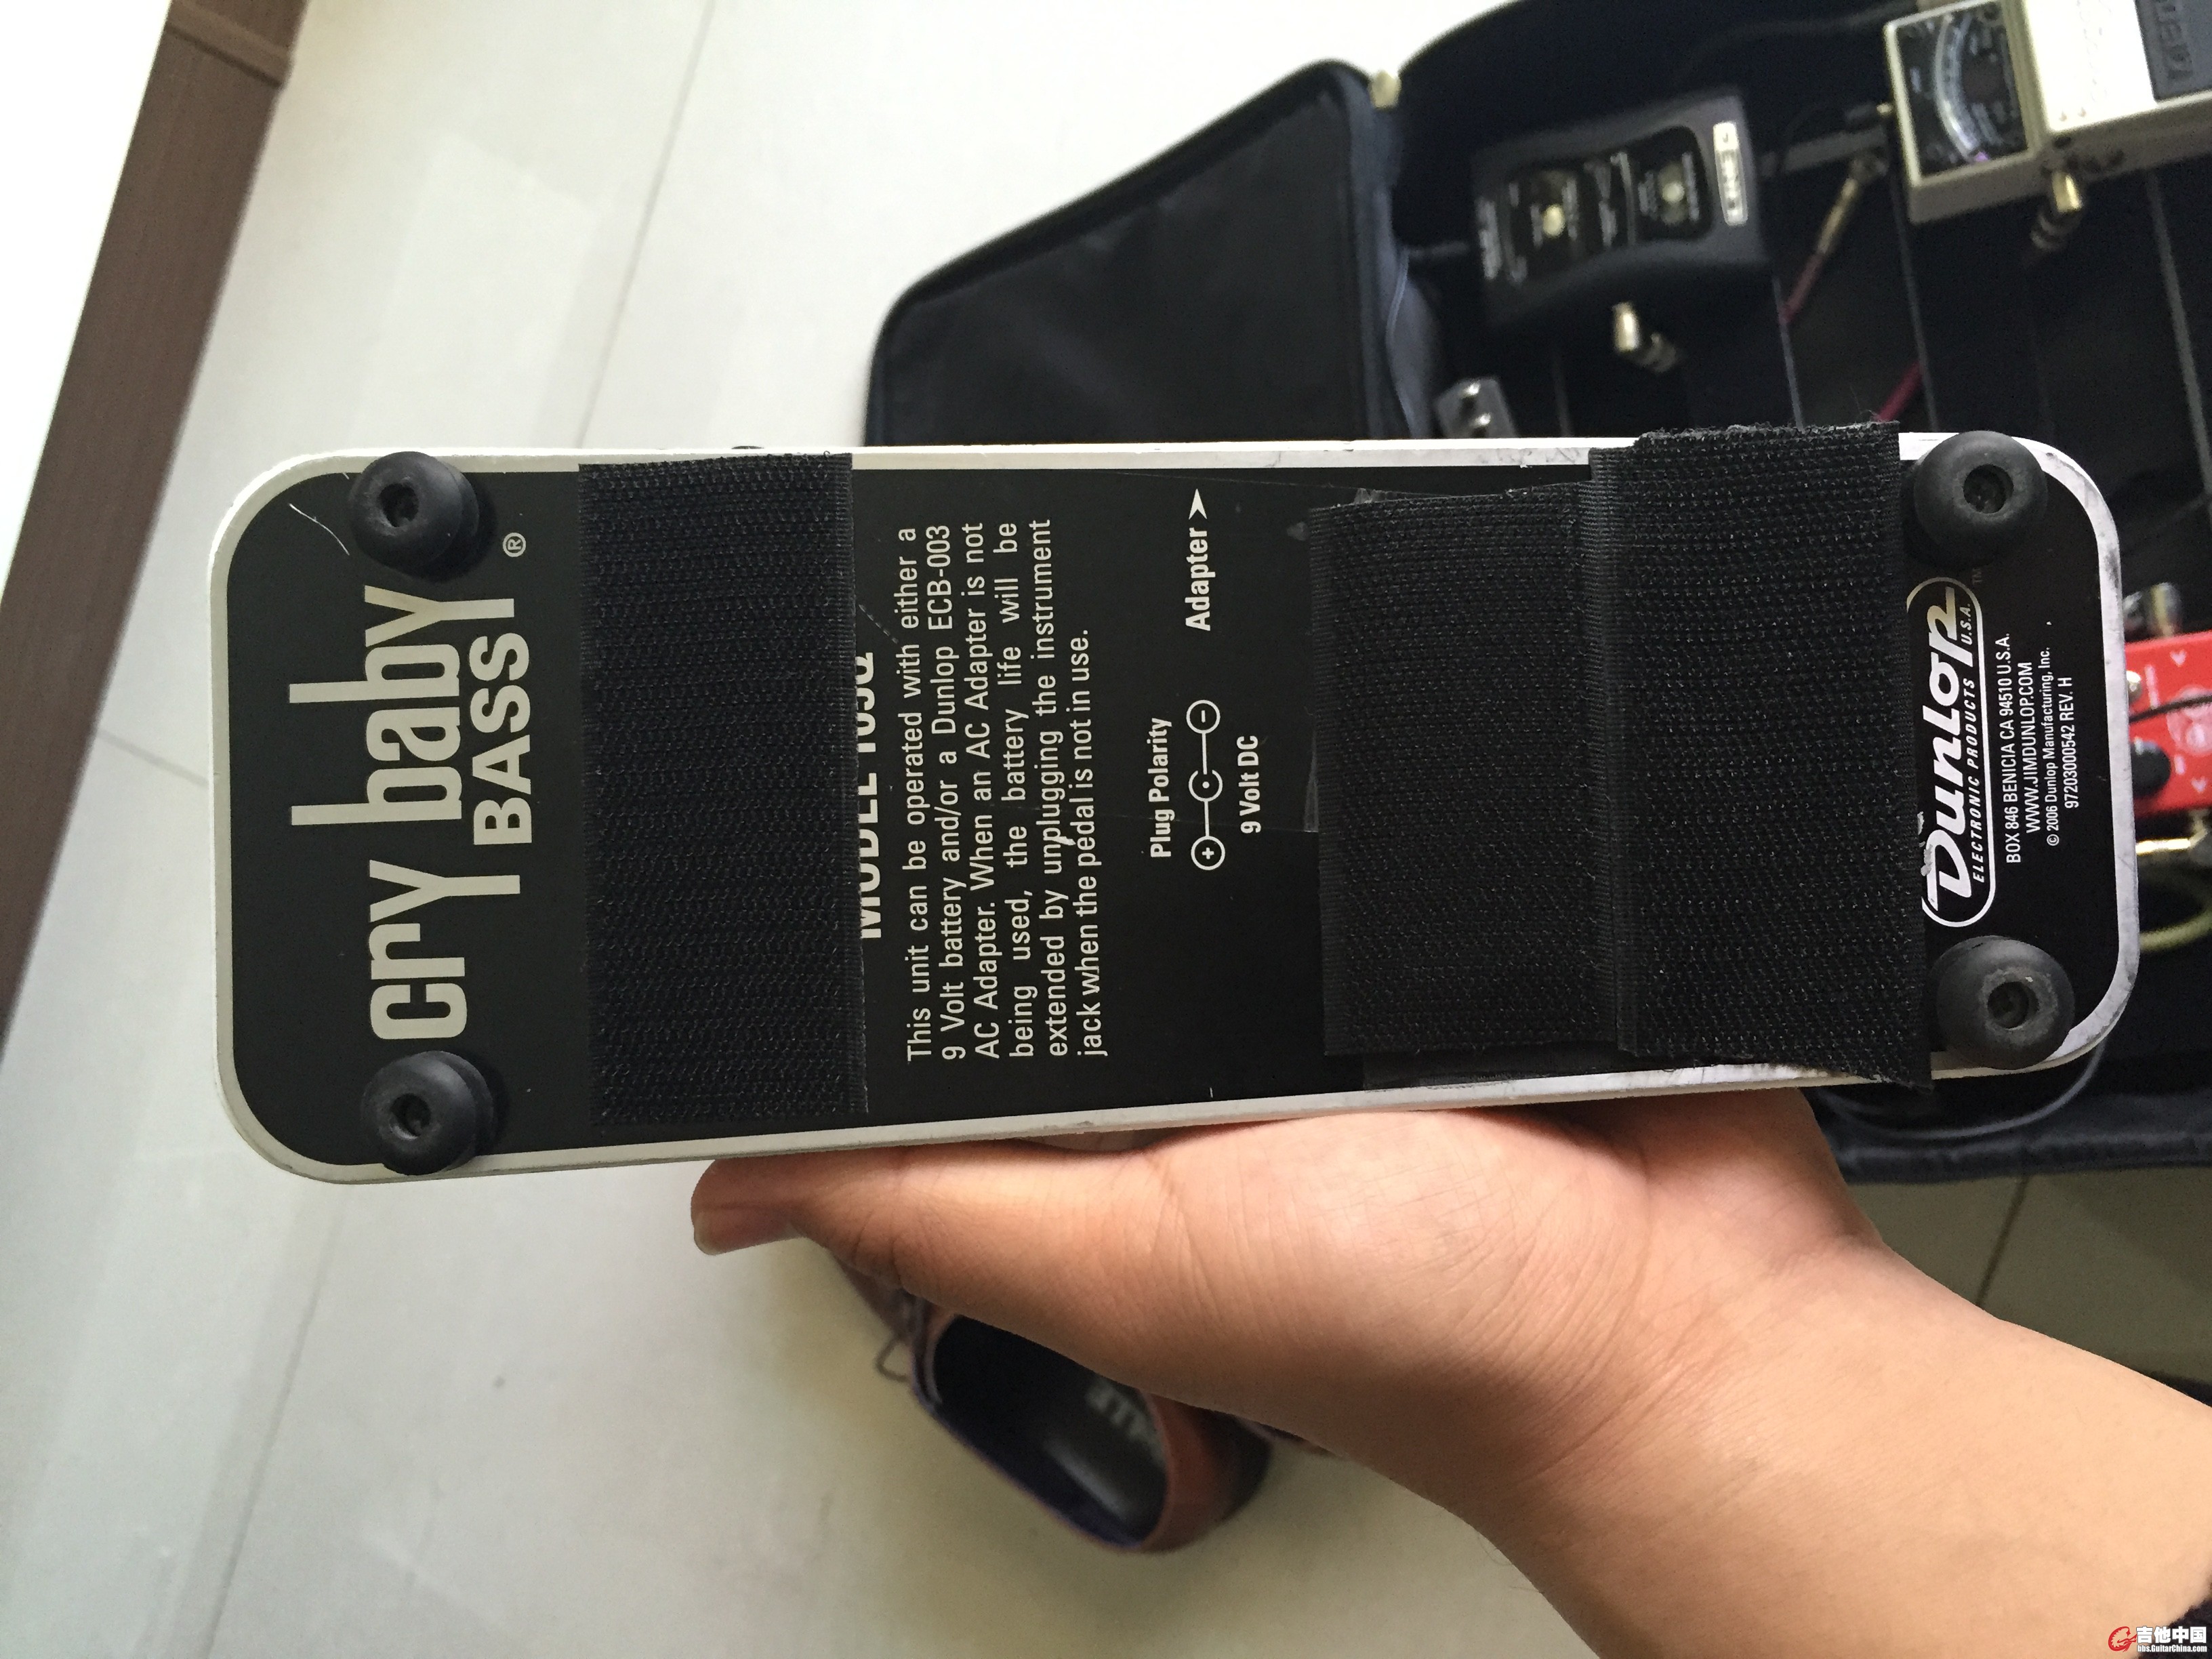 cry baby®
BASS
MODEL 105Q
This unit can be operated with either a
9 Volt battery and/or a Dunlop ECB-003
AC Adapter. When an AC Adapter is not
being used, the battery life will be
extended by unplugging the instrument
jack when the pedal is not in use.
Plug Polarity
Adapter
9 Volt DC
DUNLOP TM
ELECTRONIC PRODUCTS U.S.A.
BOX 846 BENICIA CA 94510 U.S.A.
WWW.JIMDUNLOP.COM
© 2006 Dunlop Manufacturing, Inc.
97203000542 REV. H
LINE 6
吉他中国
bbs.GuitarChina.com